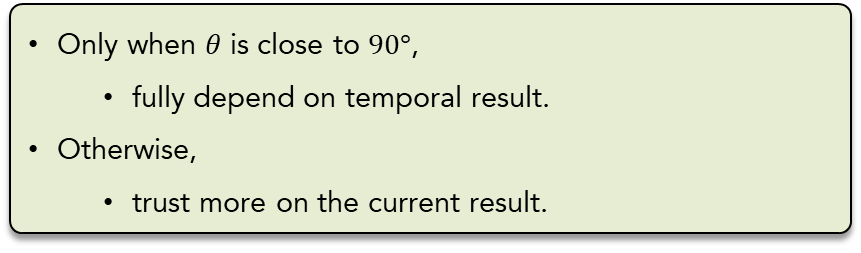 • Only when θ is close to 90°,
• fully depend on temporal result.
• Otherwise,
• trust more on the current result.